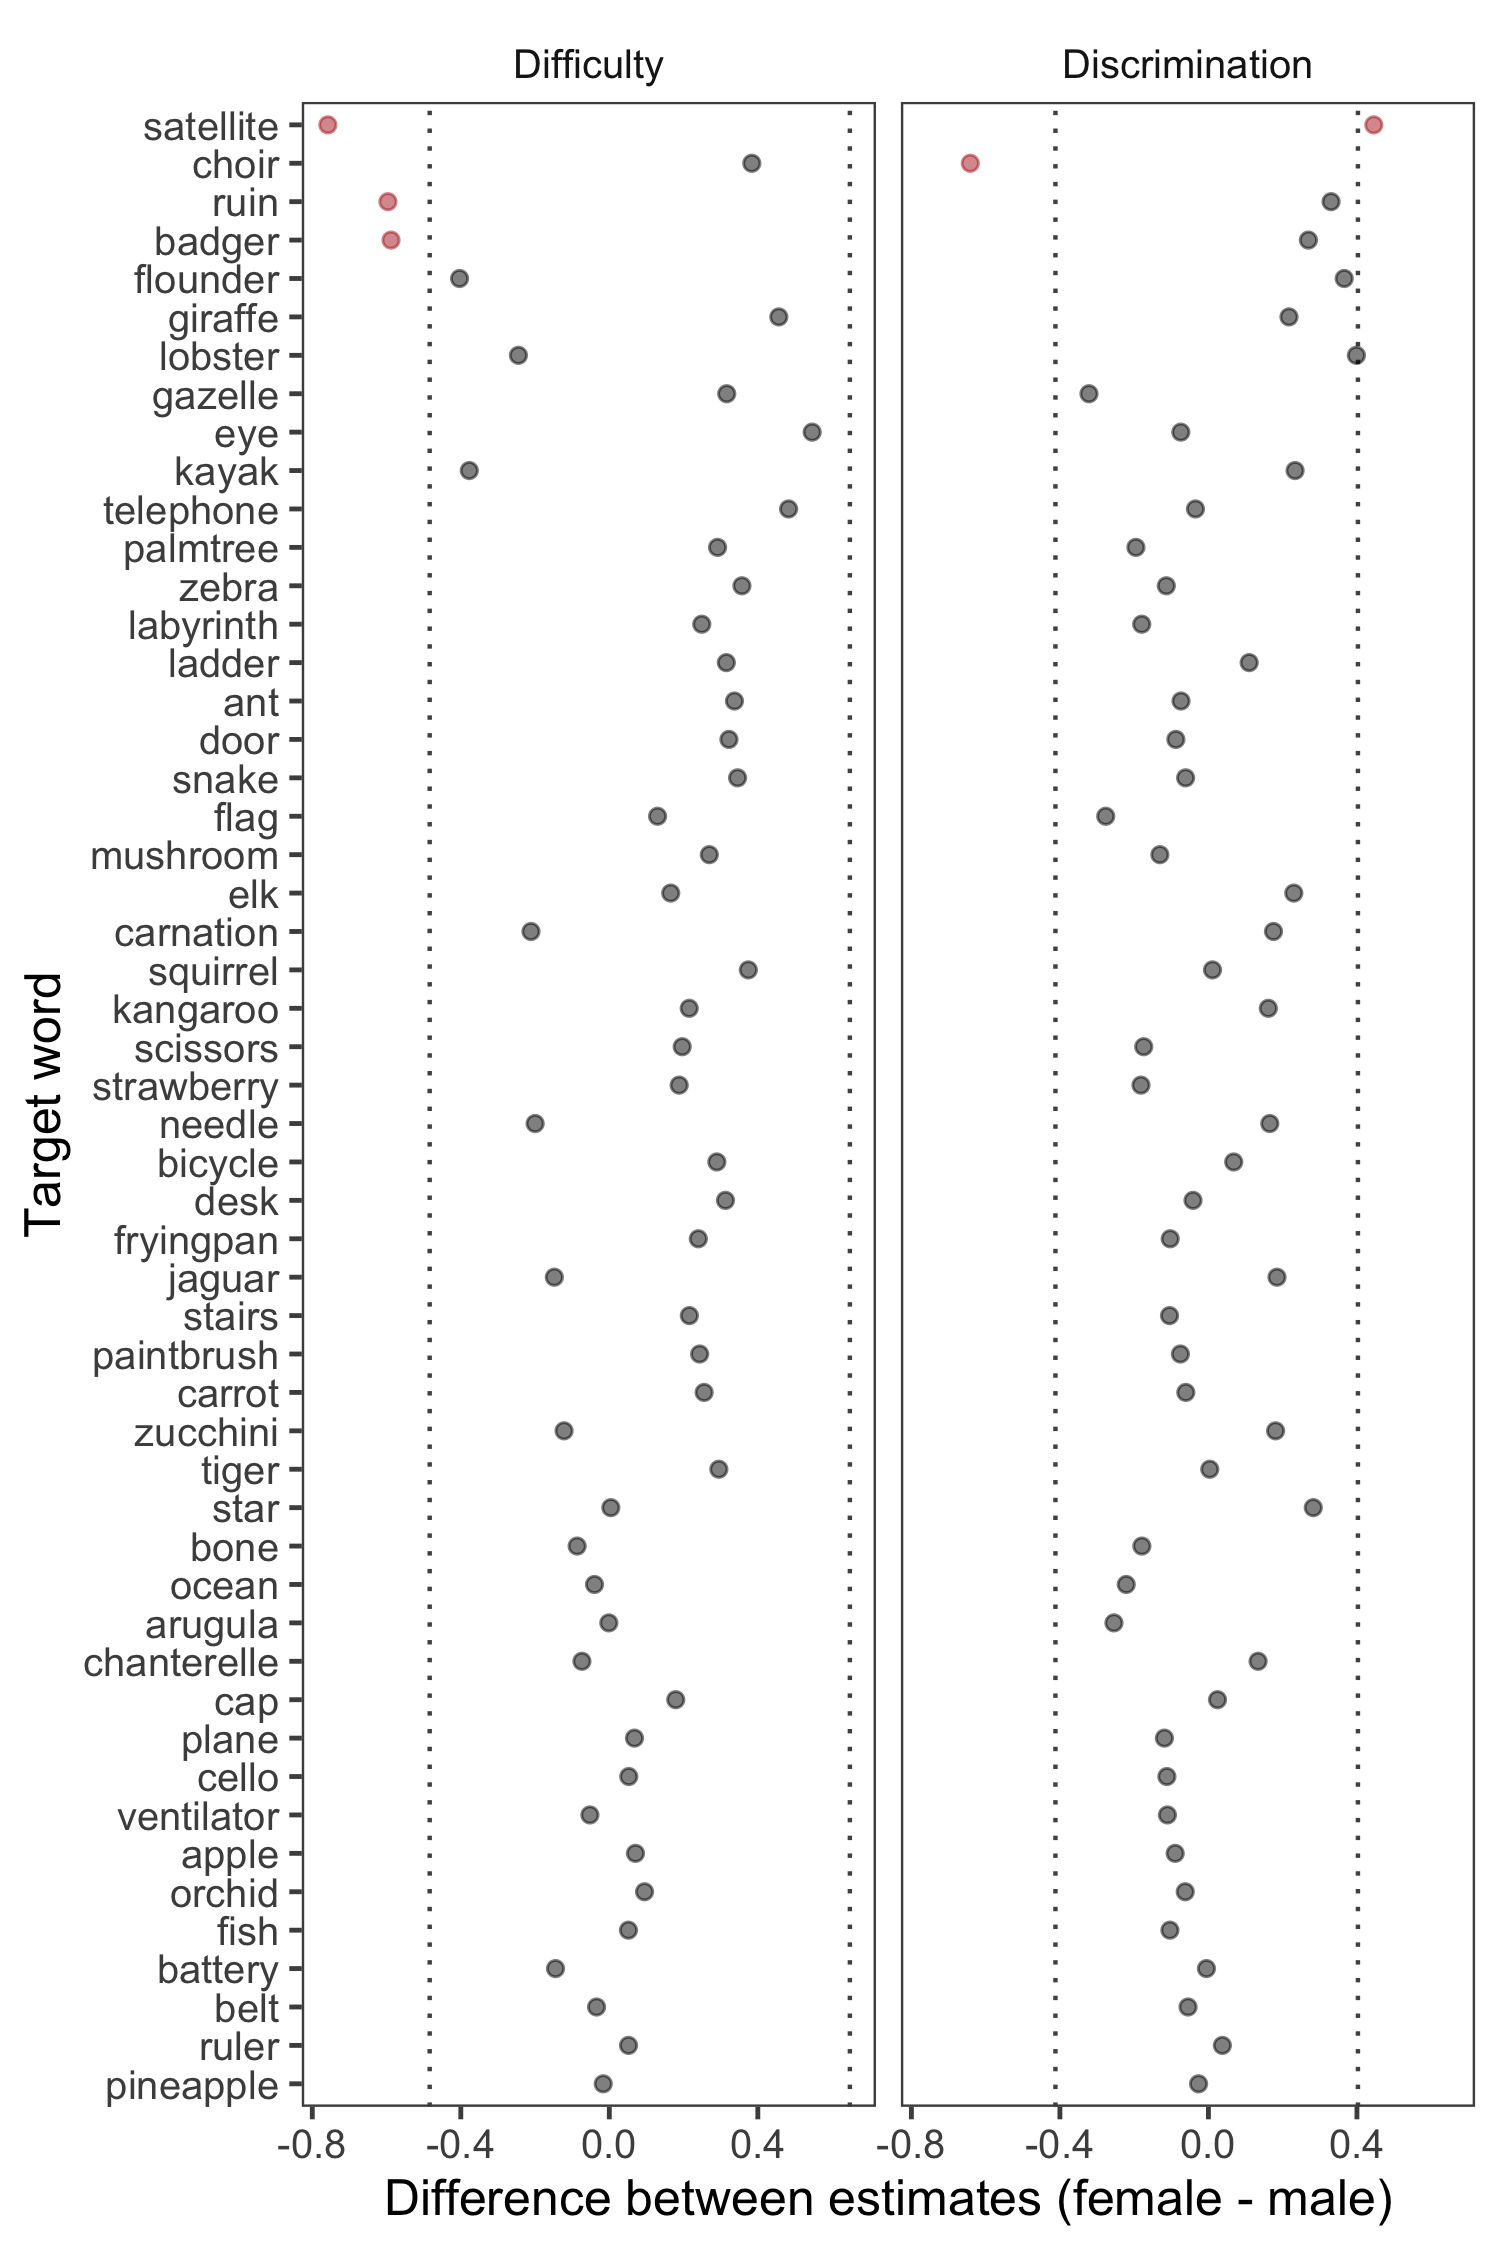 Difficulty
Discrimination
Target word
satellite
choir
ruin
badger
flounder
giraffe
lobster
gazelle
eye
kayak
telephone
palmtree
zebra
labyrinth
ladder
ant
door
snake
flag
mushroom
elk
carnation
squirrel
kangaroo
scissors
strawberry
needle
bicycle
desk
fryingpan
jaguar
stairs
paintbrush
carrot
zucchini
tiger
star
bone
ocean
arugula
chanterelle
cap
plane
cello
ventilator
apple
orchid
fish
battery
belt
ruler
pineapple
-0.8 -0.4 0.0 0.4
-0.8 -0.4 0.0 0.4
Difference between estimates (female - male)